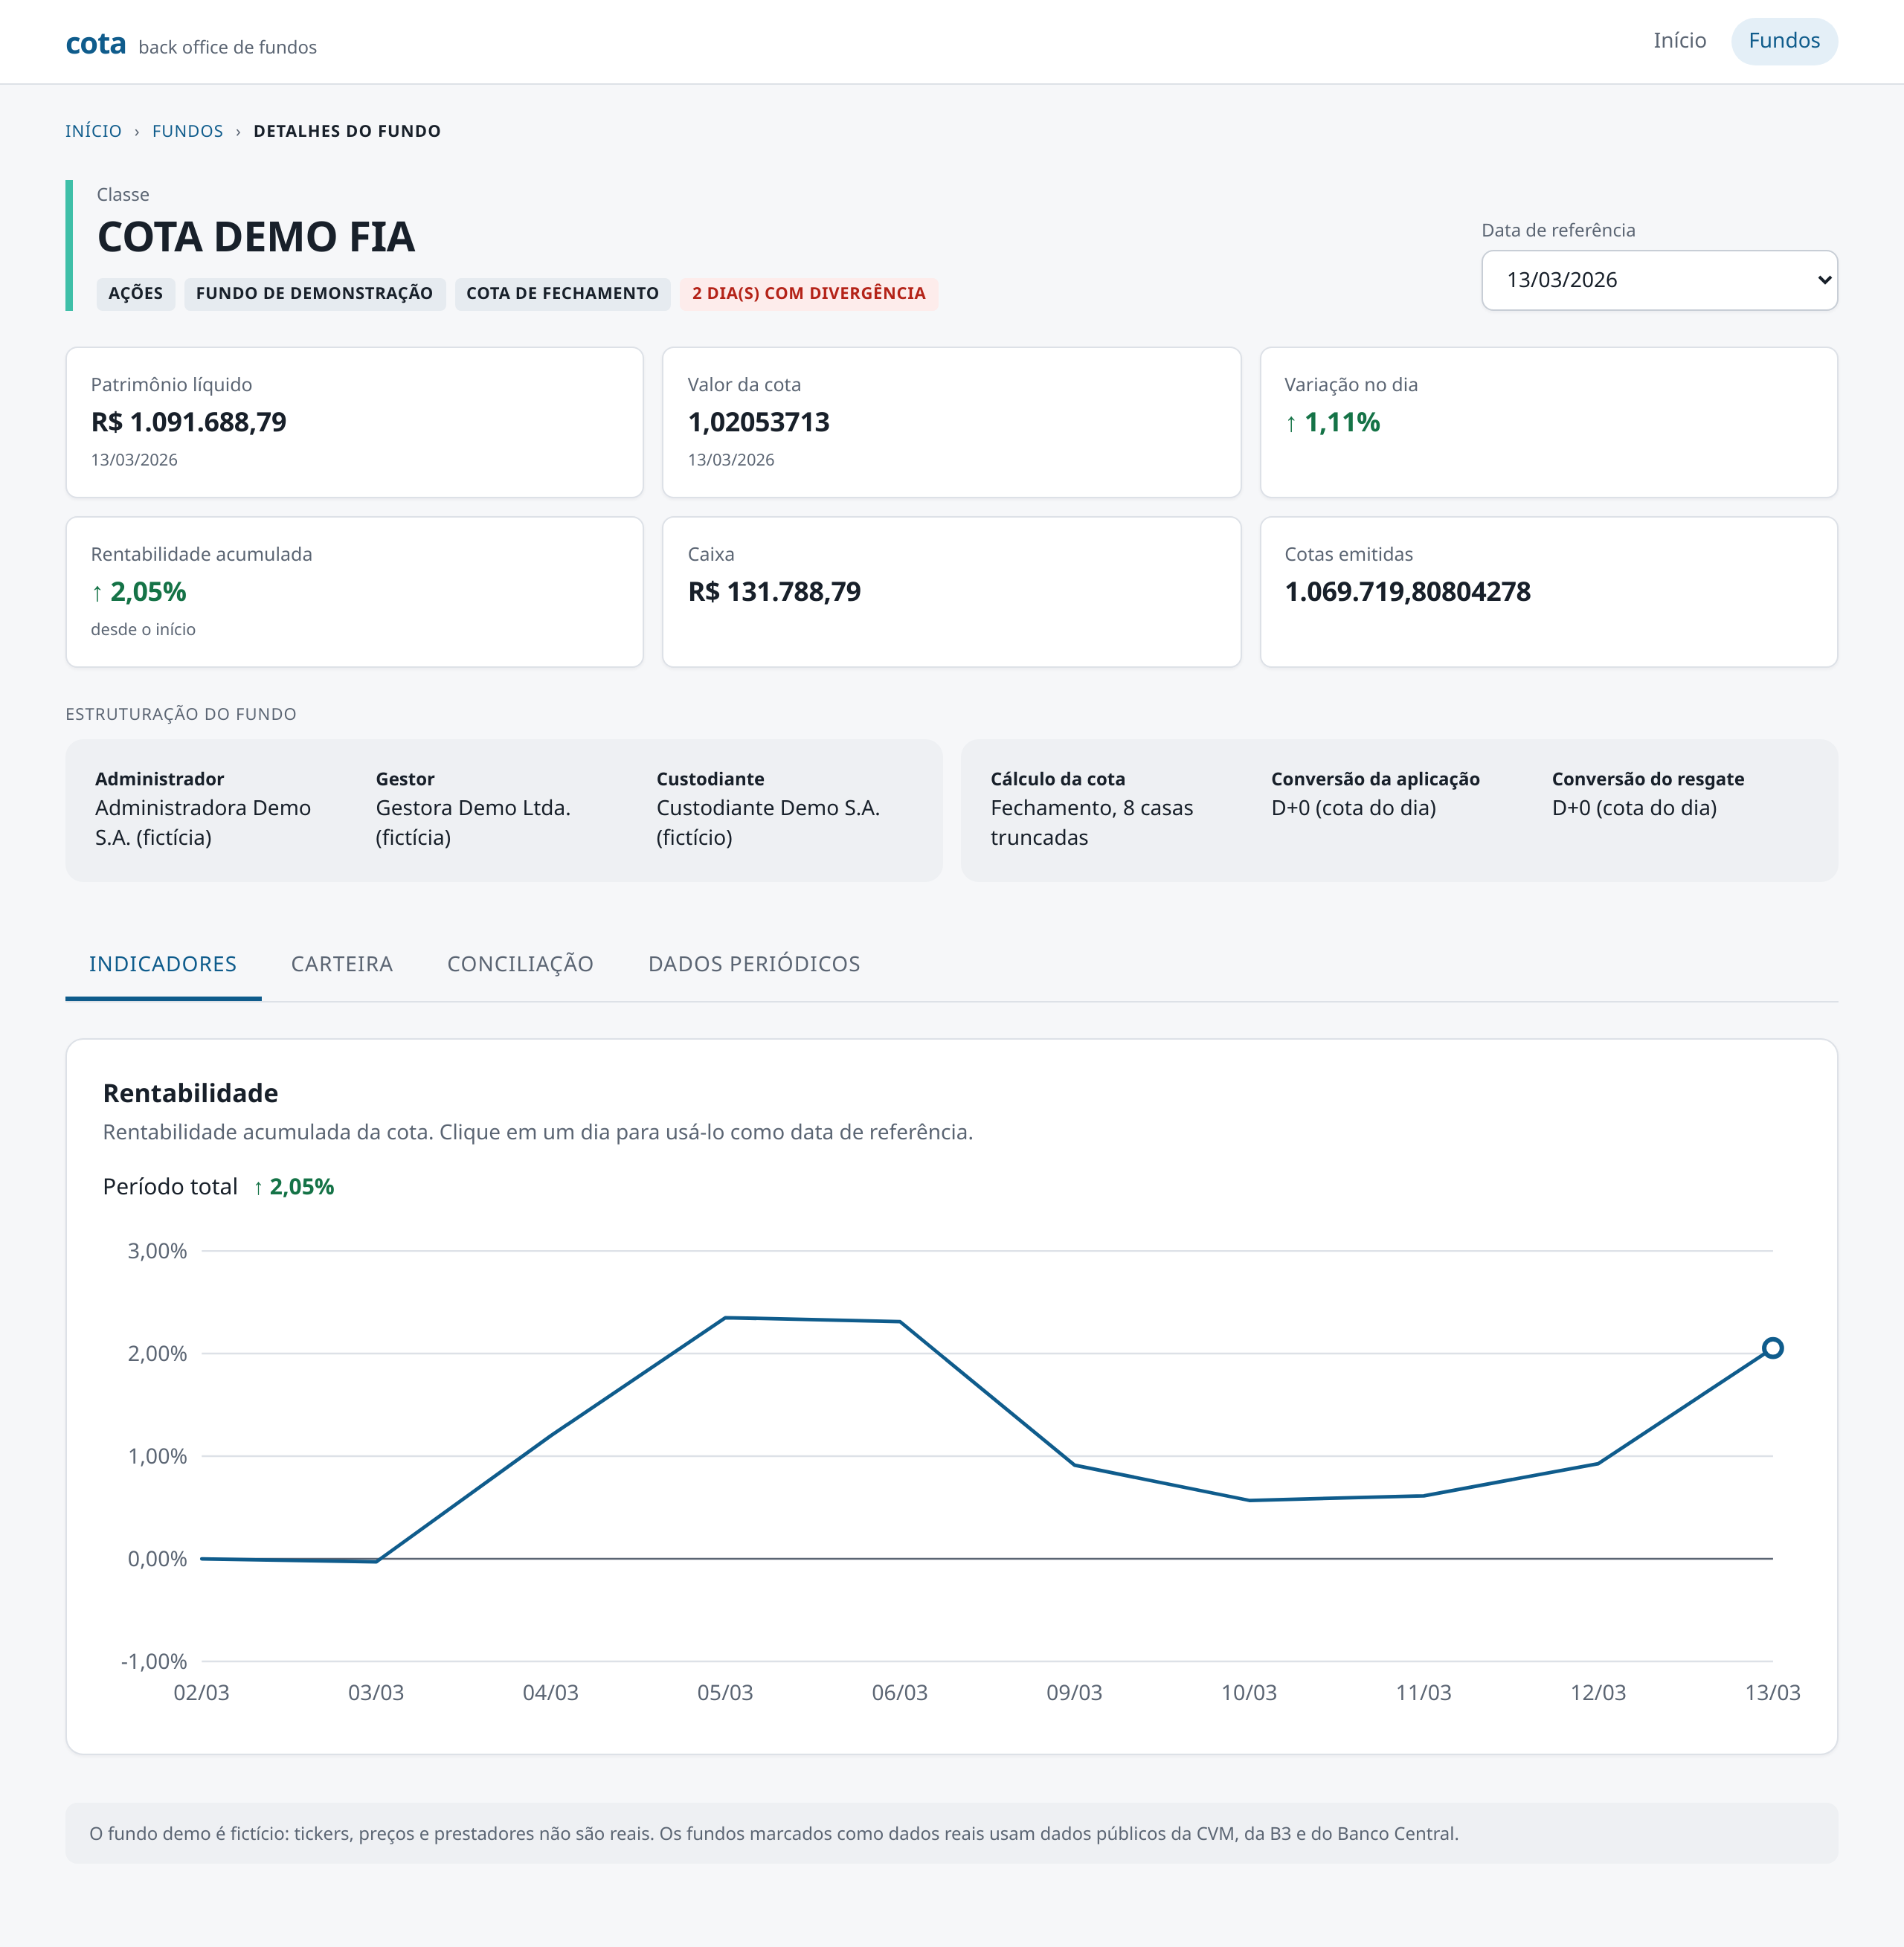 cota back office de fundos
Início Fundos
INÍCIO › FUNDOS › DETALHES DO FUNDO
Classe
COTA DEMO FIA
AÇÕES FUNDO DE DEMONSTRAÇÃO COTA DE FECHAMENTO 2 DIA(S) COM DIVERGÊNCIA
Data de referência
13/03/2026
Patrimônio líquido
R$ 1.091.688,79
13/03/2026
Valor da cota
1,02053713
13/03/2026
Variação no dia
↑ 1,11%
Rentabilidade acumulada
↑ 2,05%
desde o início
Caixa
R$ 131.788,79
Cotas emitidas
1.069.719,80804278
ESTRUTURAÇÃO DO FUNDO
Administrador
Administradora Demo
S.A. (fictícia)
Gestor
Gestora Demo Ltda.
(fictícia)
Custodiante
Custodiante Demo S.A.
(fictício)
Cálculo da cota
Fechamento, 8 casas
truncadas
Conversão da aplicação
D+0 (cota do dia)
Conversão do resgate
D+0 (cota do dia)
INDICADORES CARTEIRA CONCILIAÇÃO DADOS PERIÓDICOS
Rentabilidade
Rentabilidade acumulada da cota. Clique em um dia para usá-lo como data de referência.
Período total ↑ 2,05%
3,00%
2,00%
1,00%
0,00%
-1,00%
02/03 03/03 04/03 05/03 06/03 09/03 10/03 11/03 12/03 13/03
O fundo demo é fictício: tickers, preços e prestadores não são reais. Os fundos marcados como dados reais usam dados públicos da CVM, da B3 e do Banco Central.